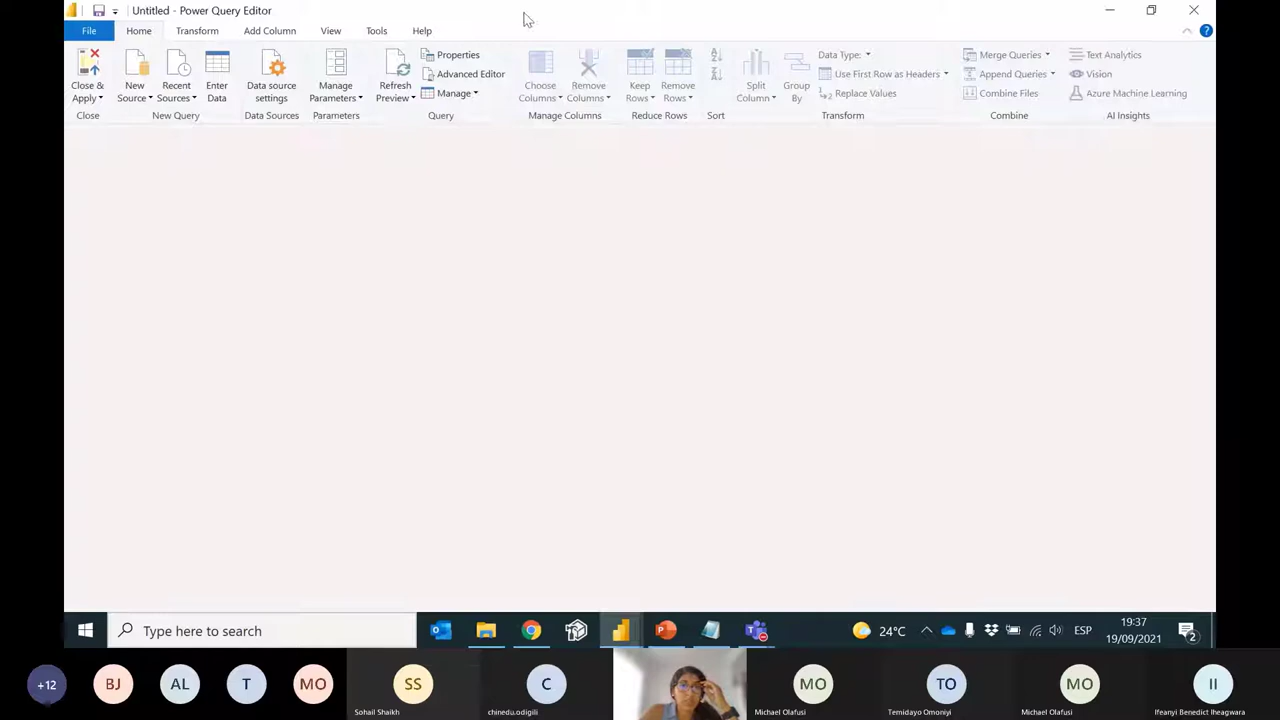 Untitled - Power Query Editor
File Home Transform Add Column View Tools Help
Close & Apply
New Source
Recent Sources
Enter Data
Data source settings
Manage Parameters
Refresh Preview
Properties
Advanced Editor
Manage
Choose Columns
Remove Columns
Keep Rows
Remove Rows
Split Column
Group By
Data Type:
Use First Row as Headers
Replace Values
Merge Queries
Append Queries
Combine Files
Text Analytics
Vision
Azure Machine Learning
Close New Query Data Sources Parameters Query Manage Columns Reduce Rows Sort Transform Combine AI Insights
Type here to search
24°C
ESP
19:37
19/09/2021
2
+12 BJ AL T MO SS C MO TO MO II
Sohail Shaikh chinedu.odigili Michael Olafusi Temidayo Omoniyi Michael Olafusi Ifeanyi Benedict Iheagwara